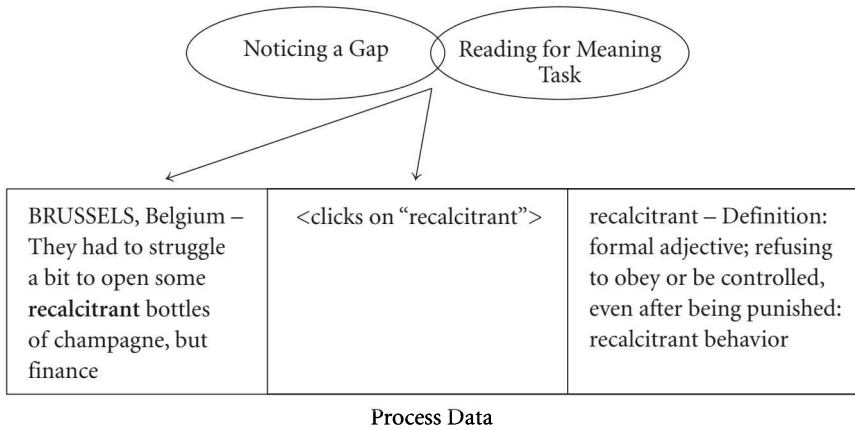 Noticing a Gap
Reading for Meaning
Task
BRUSSELS, Belgium –
They had to struggle
a bit to open some
recalcitrant bottles
of champagne, but
finance
<clicks on “recalcitrant”>
recalcitrant – Definition:
formal adjective; refusing
to obey or be controlled,
even after being punished:
recalcitrant behavior
Process Data